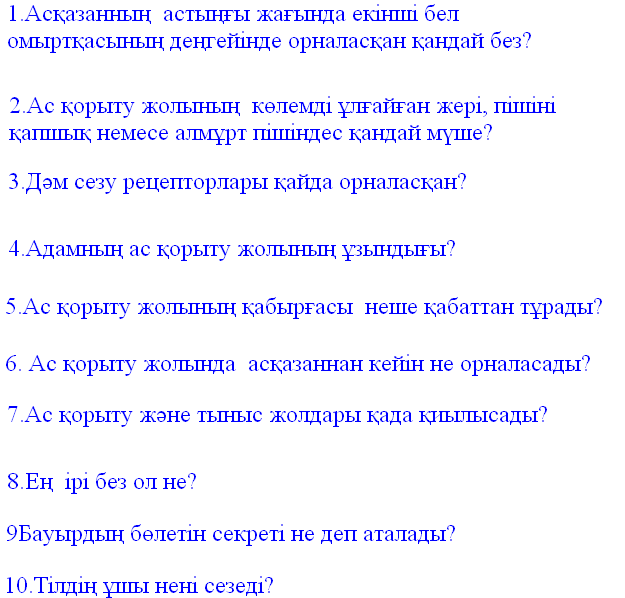 1.Асқазанның  астыңғы жағында екінші бел
омыртқасының деңгейінде орналасқан қандай без?
2.Ас қорыту жолының  көлемді ұлғайған жері, пішіні
қапшық немесе алмұрт пішіндес қандай мүше?
3.Дәм сезу рецепторлары қайда орналасқан?
4.Адамның ас қорыту жолының ұзындығы?
5.Ас қорыту жолының қабырғасы  неше қабаттан тұрады?
6. Ас қорыту жолында  асқазаннан кейін не орналасады?
7.Ас қорыту және тыныс жолдары қада қиылысады?
8.Ең  ірі без ол не?
9Бауырдың бөлетін секреті не деп аталады?
10.Тілдің ұшы нені сезеді?